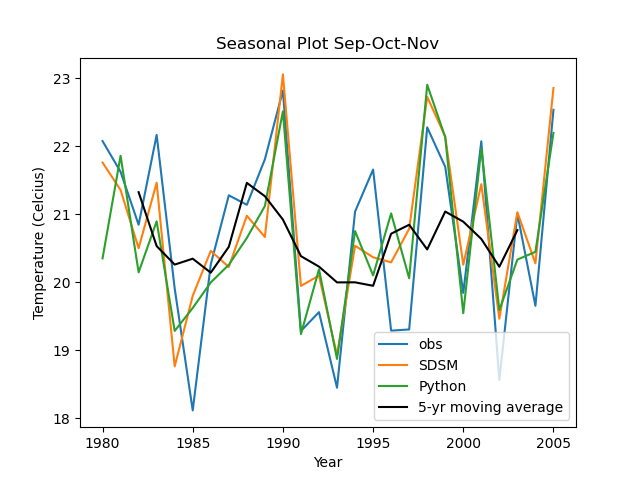 Seasonal Plot Sep-Oct-Nov
Temperature (Celcius)
23
22
21
20
19
18
1980 1985 1990 1995 2000 2005
Year
obs
SDSM
Python
5-yr moving average